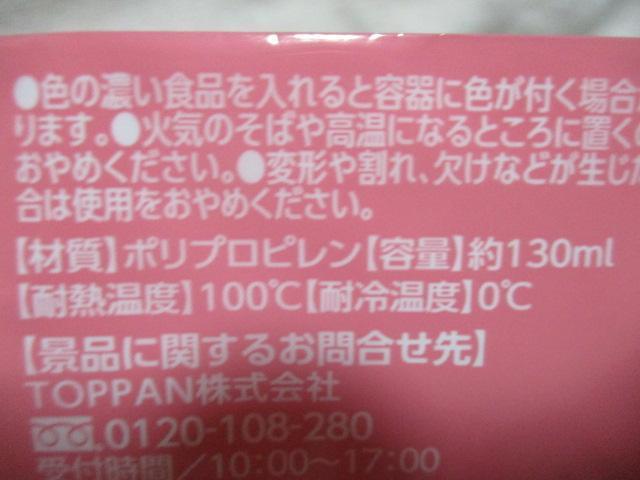 ●色の濃い食品を入れると容器に色が付く場合
ります。●火気のそばや高温になるところに置く
おやめください。●変形や割れ、欠けなどが生じた
合は使用をおやめください。
【材質】ポリプロピレン【容量】約130ml
【耐熱温度】100℃【耐冷温度】0℃
【景品に関するお問合せ先】
TOPPAN株式会社
0120-108-280
受付時間／10:00～17:00